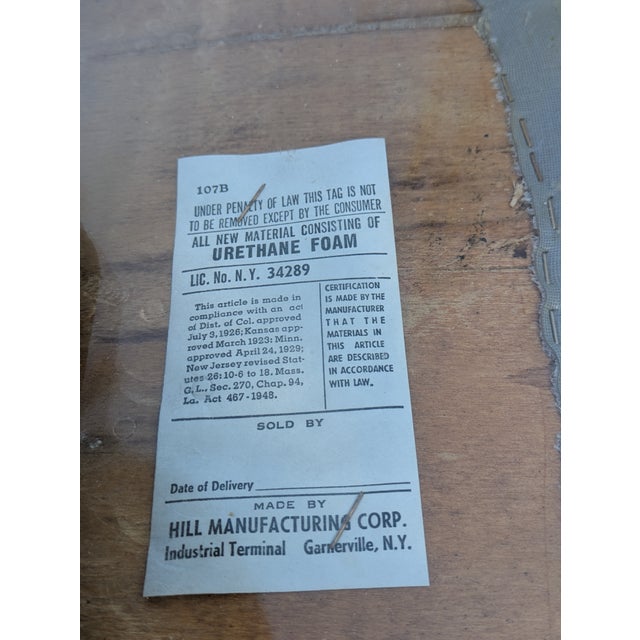 107B
UNDER PENALTY OF LAW THIS TAG IS NOT
TO BE REMOVED EXCEPT BY THE CONSUMER
ALL NEW MATERIAL CONSISTING OF
URETHANE FOAM
LIC. No. N.Y. 34289
This article is made in
compliance with an act
of Dist. of Col. approved
July 3, 1926; Kansas app-
roved March 1923: Minn.
approved April 24, 1929;
New Jersey revised Stat-
utes 26: 10-6 to 18. Mass.
G.L., Sec. 270, Chap. 94,
La. Act 467-1948.
CERTIFICATION
IS MADE BY THE
MANUFACTURER
THAT THE
MATERIALS IN
THIS ARTICLE
ARE DESCRIBED
IN ACCORDANCE
WITH LAW.
SOLD BY
Date of Delivery
MADE BY
HILL MANUFACTURING CORP.
Industrial Terminal Garnerville, N.Y.